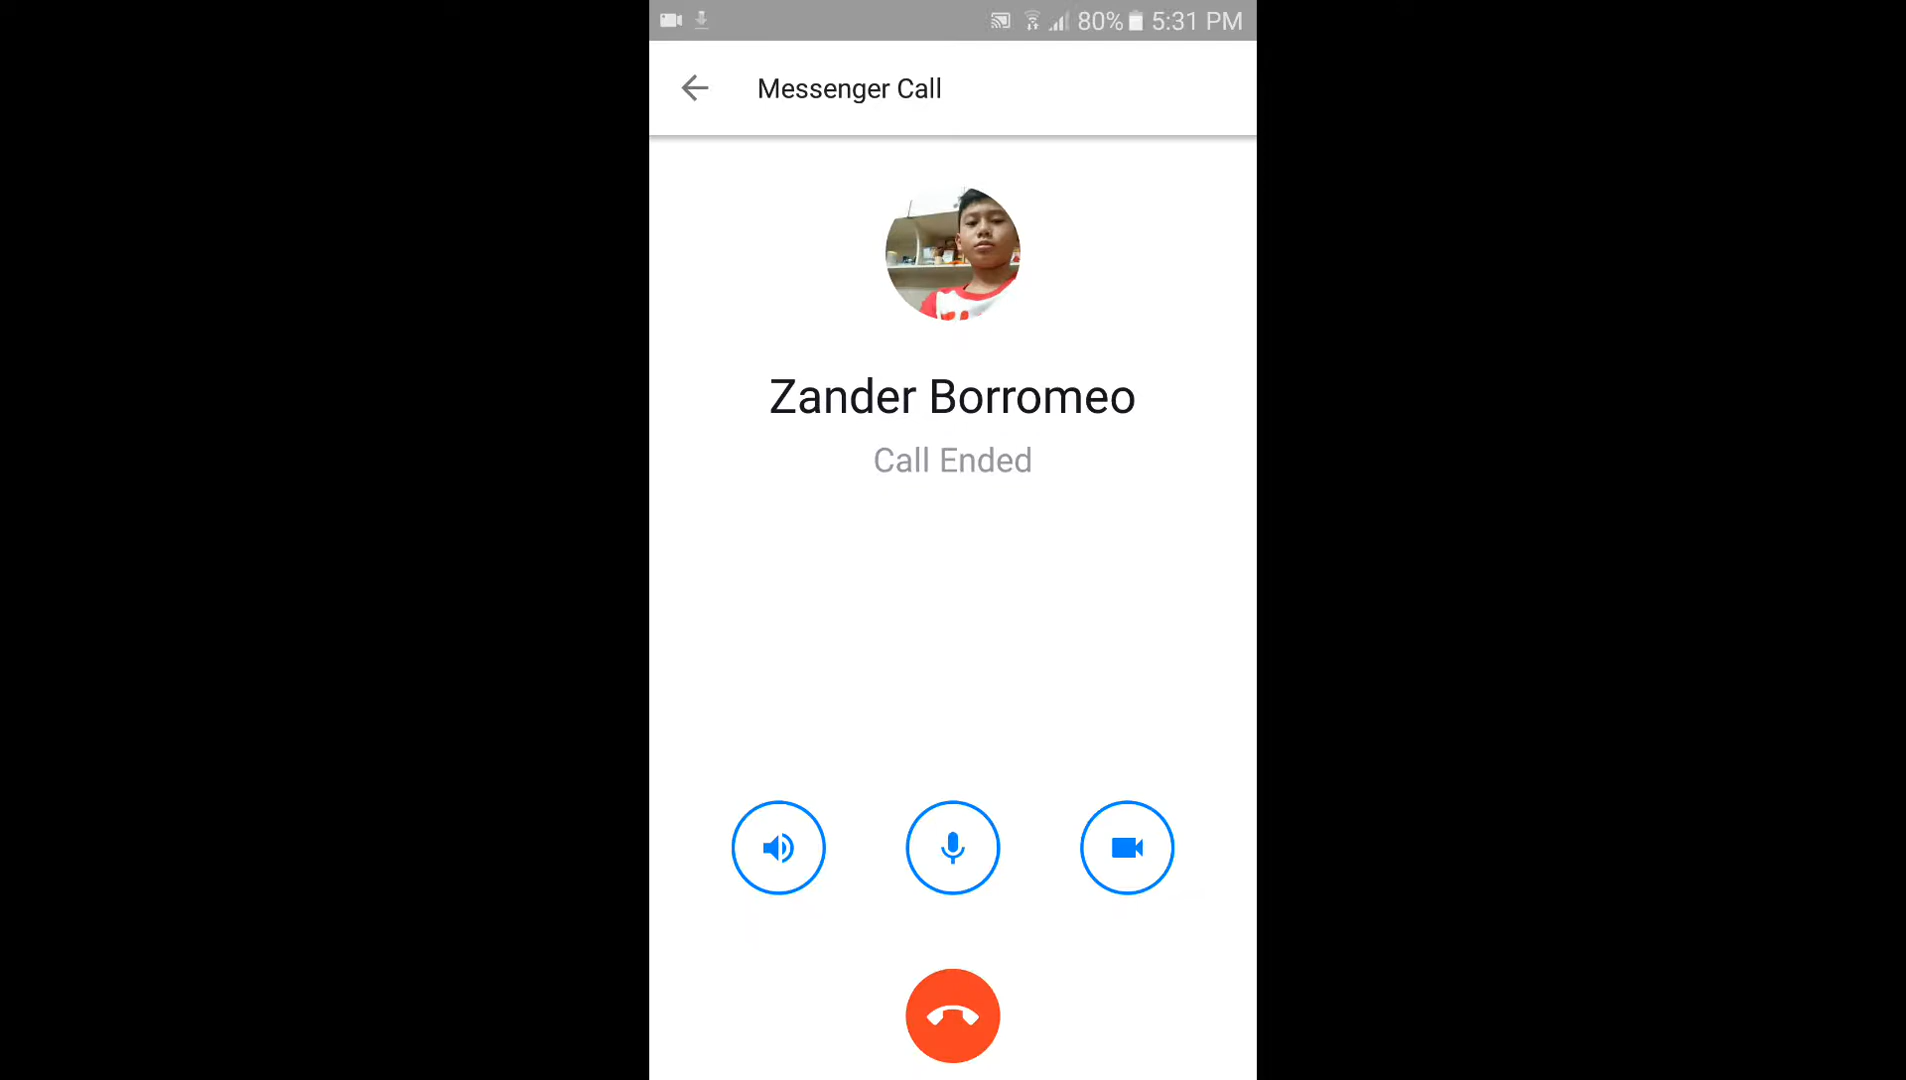 80% 5:31 PM
Messenger Call
Zander Borromeo
Call Ended